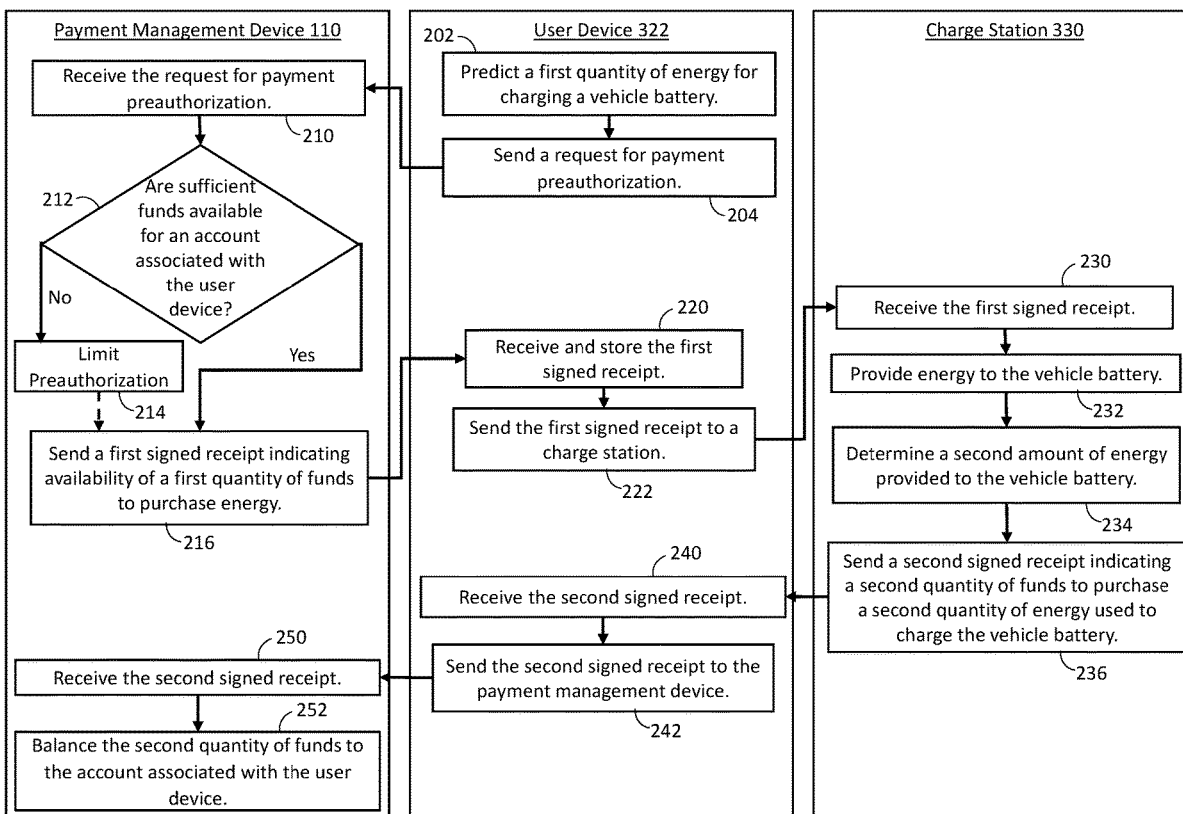 Payment Management Device 110
Receive the request for payment
preauthorization.
210
212
Are sufficient
funds available
for an account
associated with
the user
device?
No
Yes
Limit
Preauthorization
214
Send a first signed receipt indicating
availability of a first quantity of funds
to purchase energy.
216
250
Receive the second signed receipt.
252
Balance the second quantity of funds to
the account associated with the user
device.
User Device 322
202
Predict a first quantity of energy for
charging a vehicle battery.
Send a request for payment
preauthorization.
204
220
Receive and store the first
signed receipt.
Send the first signed receipt to a
charge station.
222
240
Receive the second signed receipt.
Send the second signed receipt to the
payment management device.
242
Charge Station 330
230
Receive the first signed receipt.
Provide energy to the vehicle battery.
232
Determine a second amount of energy
provided to the vehicle battery.
234
Send a second signed receipt indicating
a second quantity of funds to purchase
a second quantity of energy used to
charge the vehicle battery.
236